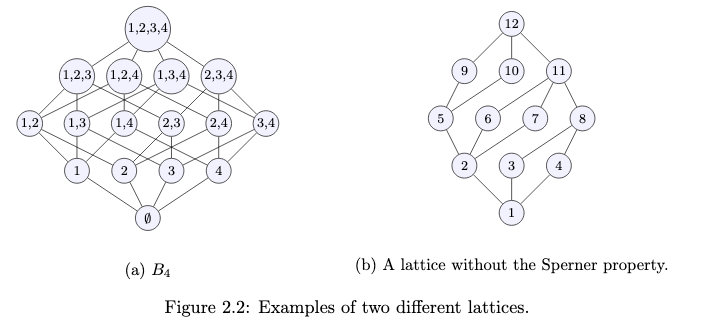 1,2,3,4
1,2,3 1,2,4 1,3,4 2,3,4
1,2 1,3 1,4 2,3 2,4 3,4
1 2 3 4
∅
(a) B₄
12
9 10 11
5 6 7 8
2 3 4
1
(b) A lattice without the Sperner property.
Figure 2.2: Examples of two different lattices.